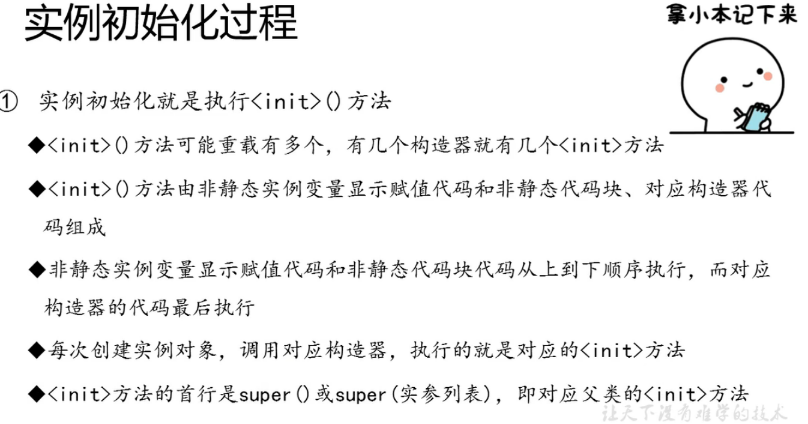 实例初始化过程
拿小本记下来
① 实例初始化就是执行<init>()方法
◆<init>()方法可能重载有多个，有几个构造器就有几个<init>方法
◆<init>()方法由非静态实例变量显示赋值代码和非静态代码块、对应构造器代
码组成
◆非静态实例变量显示赋值代码和非静态代码块代码从上到下顺序执行，而对应
构造器的代码最后执行
◆每次创建实例对象，调用对应构造器，执行的就是对应的<init>方法
◆<init>方法的首行是super()或super(实参列表)，即对应父类的<init>方法
让天下没有难学的技术